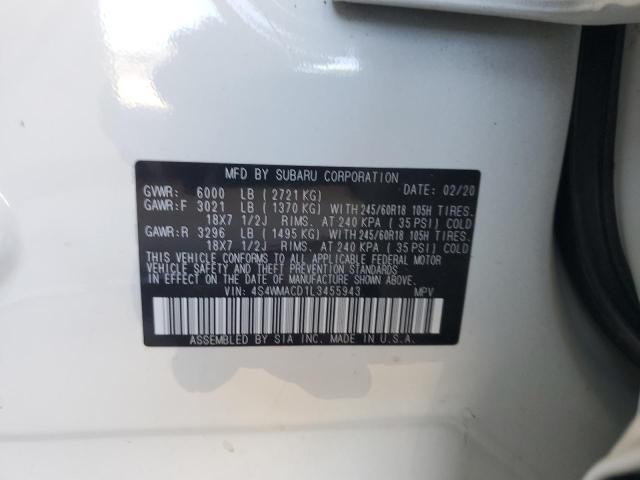 MFD BY SUBARU CORPORATION
GVWR: 6000 LB ( 2721 KG) DATE: 02/20
GAWR:F 3021 LB ( 1370 KG) WITH 245/60R18 105H TIRES,
18X7 1/2J RIMS, AT 240 KPA ( 35 PSI) COLD
GAWR:R 3296 LB ( 1495 KG) WITH 245/60R18 105H TIRES,
18X7 1/2J RIMS, AT 240 KPA ( 35 PSI) COLD
THIS VEHICLE CONFORMS TO ALL APPLICABLE FEDERAL MOTOR
VEHICLE SAFETY AND THEFT PREVENTION STANDARDS IN EFFECT
ON THE DATE OF MANUFACTURE SHOWN ABOVE.
VIN: 4S4WMACD1L3455943 MPV
ASSEMBLED BY SIA INC. MADE IN U.S.A.